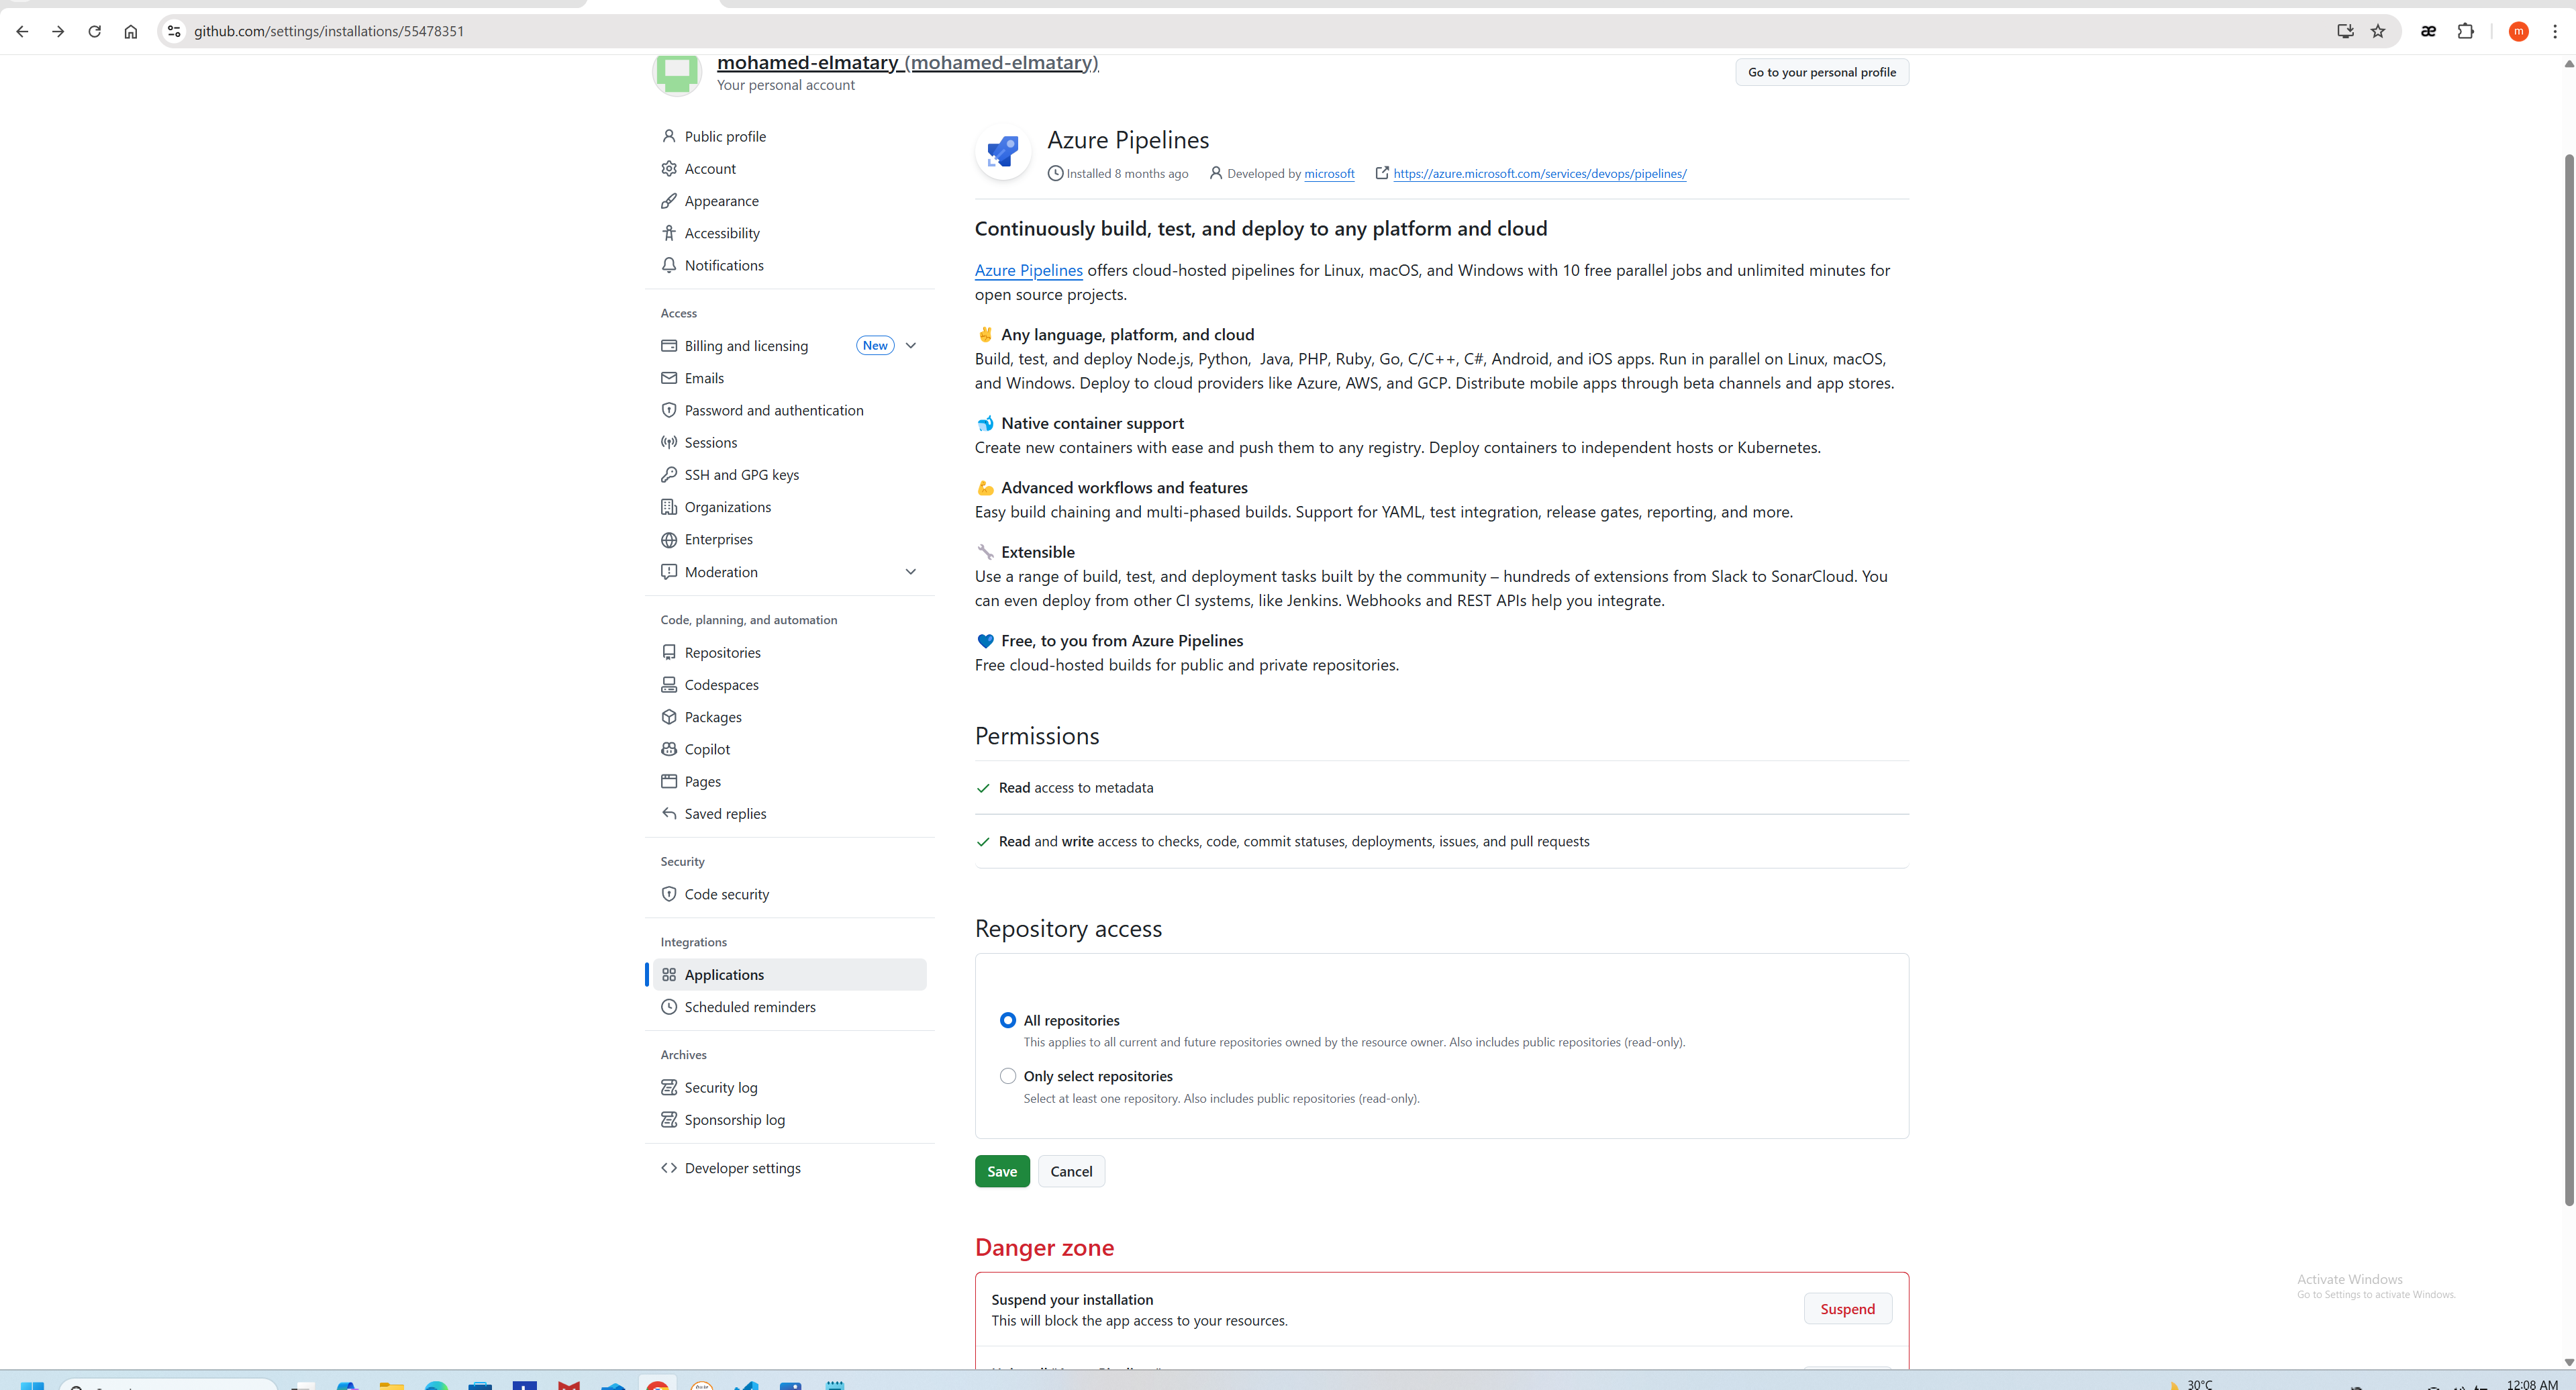 github.com/settings/installations/55478351
m
mohamed-elmatary (mohamed-elmatary)
Your personal account
Go to your personal profile
Public profile
Account
Appearance
Accessibility
Notifications
Access
Billing and licensing New
Emails
Password and authentication
Sessions
SSH and GPG keys
Organizations
Enterprises
Moderation
Code, planning, and automation
Repositories
Codespaces
Packages
Copilot
Pages
Saved replies
Security
Code security
Integrations
Applications
Scheduled reminders
Archives
Security log
Sponsorship log
Developer settings
Azure Pipelines
Installed 8 months ago Developed by microsoft https://azure.microsoft.com/services/devops/pipelines/
Continuously build, test, and deploy to any platform and cloud
Azure Pipelines offers cloud-hosted pipelines for Linux, macOS, and Windows with 10 free parallel jobs and unlimited minutes for
open source projects.
✌️ Any language, platform, and cloud
Build, test, and deploy Node.js, Python, Java, PHP, Ruby, Go, C/C++, C#, Android, and iOS apps. Run in parallel on Linux, macOS,
and Windows. Deploy to cloud providers like Azure, AWS, and GCP. Distribute mobile apps through beta channels and app stores.
Native container support
Create new containers with ease and push them to any registry. Deploy containers to independent hosts or Kubernetes.
💪 Advanced workflows and features
Easy build chaining and multi-phased builds. Support for YAML, test integration, release gates, reporting, and more.
🔧 Extensible
Use a range of build, test, and deployment tasks built by the community – hundreds of extensions from Slack to SonarCloud. You
can even deploy from other CI systems, like Jenkins. Webhooks and REST APIs help you integrate.
💙 Free, to you from Azure Pipelines
Free cloud-hosted builds for public and private repositories.
Permissions
Read access to metadata
Read and write access to checks, code, commit statuses, deployments, issues, and pull requests
Repository access
All repositories
This applies to all current and future repositories owned by the resource owner. Also includes public repositories (read-only).
Only select repositories
Select at least one repository. Also includes public repositories (read-only).
Save Cancel
Danger zone
Suspend your installation
This will block the app access to your resources.
Suspend
Activate Windows
Go to Settings to activate Windows.
30°C
12:08 AM